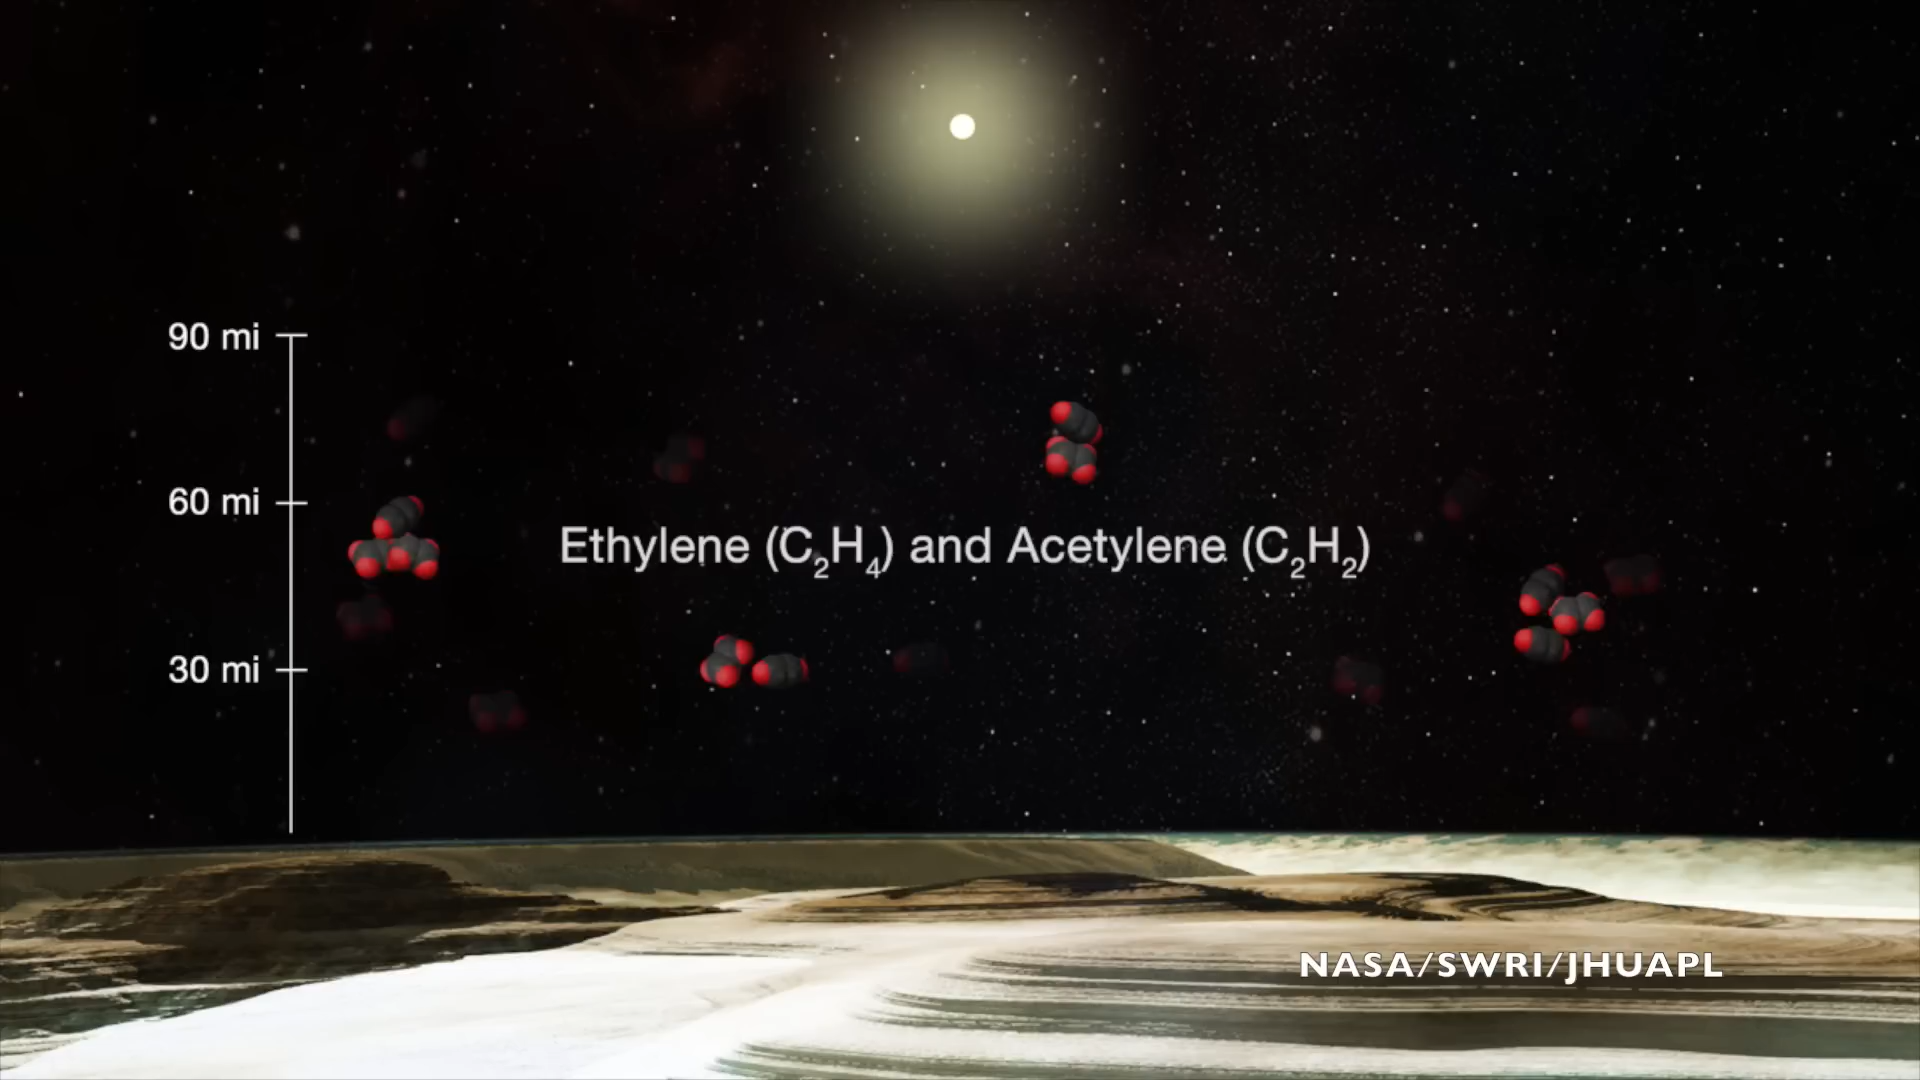 90 mi
60 mi
Ethylene (C₂H₄) and Acetylene (C₂H₂)
30 mi
NASA/SWRI/JHUAPL